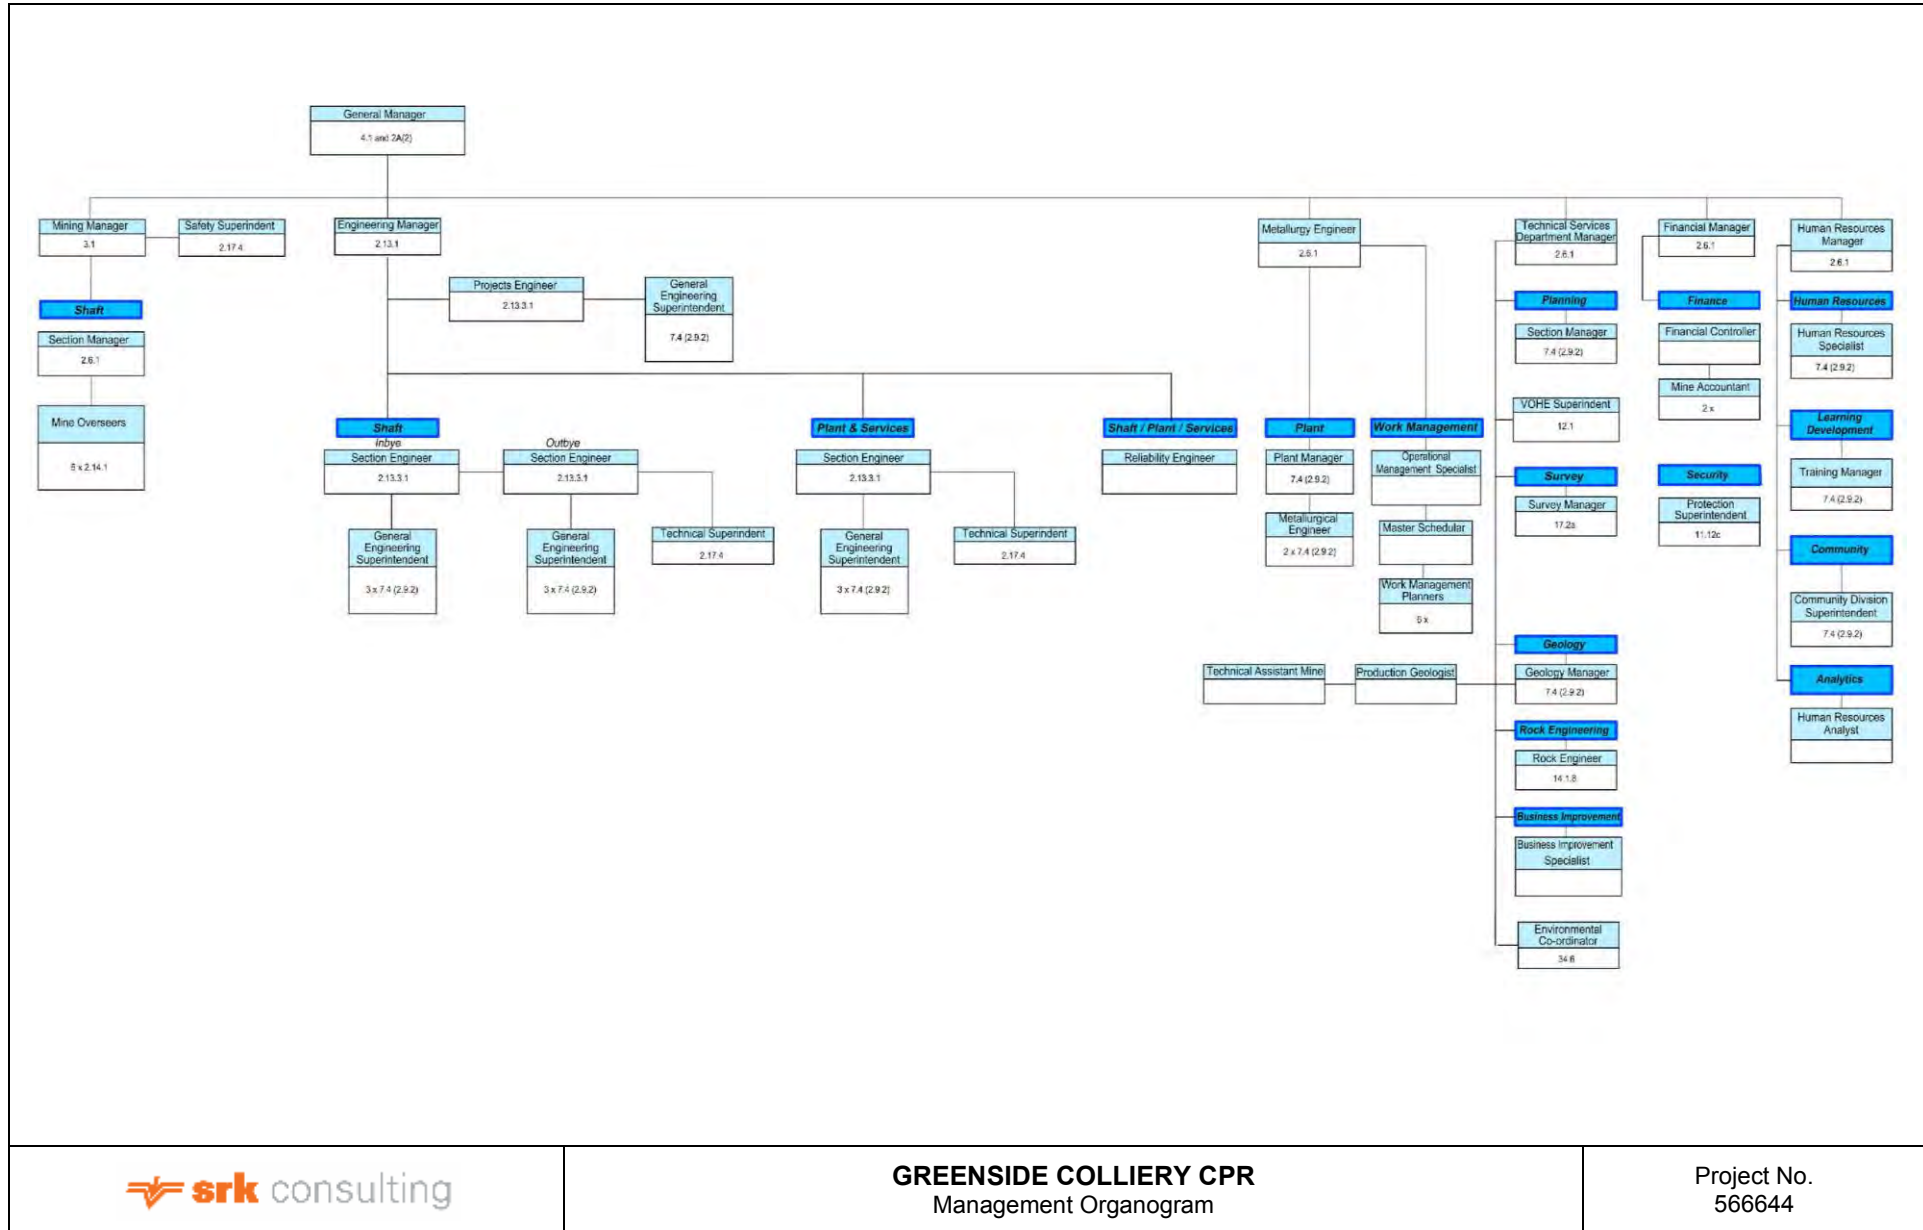 General Manager
4.1 and 2A(2)
Mining Manager
3.1
Safety Superindent
2.17.4
Engineering Manager
2.13.1
Metallurgy Engineer
2.6.1
Technical Services
Department Manager
2.6.1
Financial Manager
2.6.1
Human Resources
Manager
2.6.1
Shaft
Section Manager
2.6.1
Mine Overseers
6 x 2.14.1
Projects Engineer
2.13.3.1
General
Engineering
Superintendent
7.4 (2.9.2)
Shaft
Inbye
Section Engineer
2.13.3.1
General
Engineering
Superintendent
3 x 7.4 (2.9.2)
Outbye
Section Engineer
2.13.3.1
General
Engineering
Superintendent
3 x 7.4 (2.9.2)
Technical Superindent
2.17.4
Plant & Services
Section Engineer
2.13.3.1
General
Engineering
Superintendent
3 x 7.4 (2.9.2)
Technical Superindent
2.17.4
Shaft / Plant / Services
Reliability Engineer
Plant
Plant Manager
7.4 (2.9.2)
Metallurgical
Engineer
2 x 7.4 (2.9.2)
Work Management
Operational
Management Specialist
Master Schedular
Work Management
Planners
6 x
Planning
Section Manager
7.4 (2.9.2)
VOHE Superindent
12.1
Survey
Survey Manager
17.2a
Geology
Technical Assistant Mine
Production Geologist
Geology Manager
7.4 (2.9.2)
Rock Engineering
Rock Engineer
14.1.8
Business Improvement
Business Improvement
Specialist
Environmental
Co-ordinator
34.6
Finance
Financial Controller
Mine Accountant
2 x
Security
Protection
Superintendent
11.12c
Human Resources
Human Resources
Specialist
7.4 (2.9.2)
Learning
Development
Training Manager
7.4 (2.9.2)
Community
Community Division
Superintendent
7.4 (2.9.2)
Analytics
Human Resources
Analyst
srk consulting
GREENSIDE COLLIERY CPR
Management Organogram
Project No.
566644